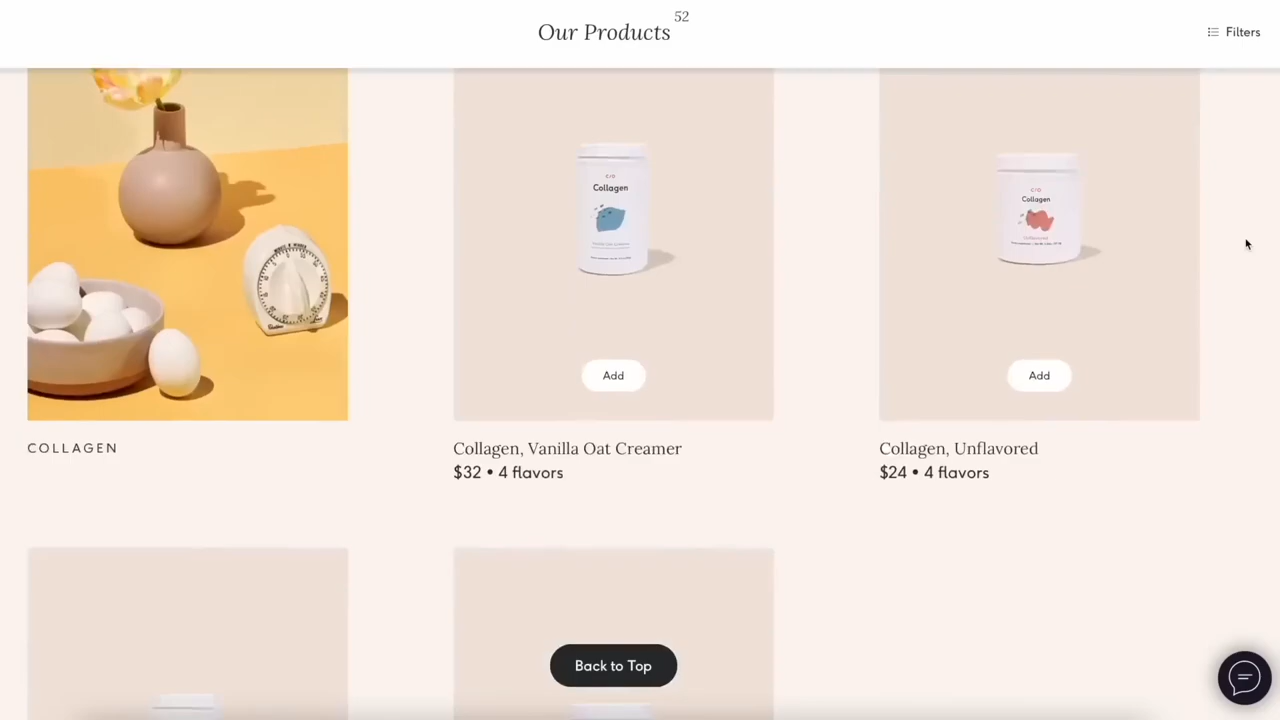 Our Products 52
Filters
C/O
Collagen
C/O
Collagen
Unflavored
Add
Add
COLLAGEN
Collagen, Vanilla Oat Creamer
$32 • 4 flavors
Collagen, Unflavored
$24 • 4 flavors
Back to Top